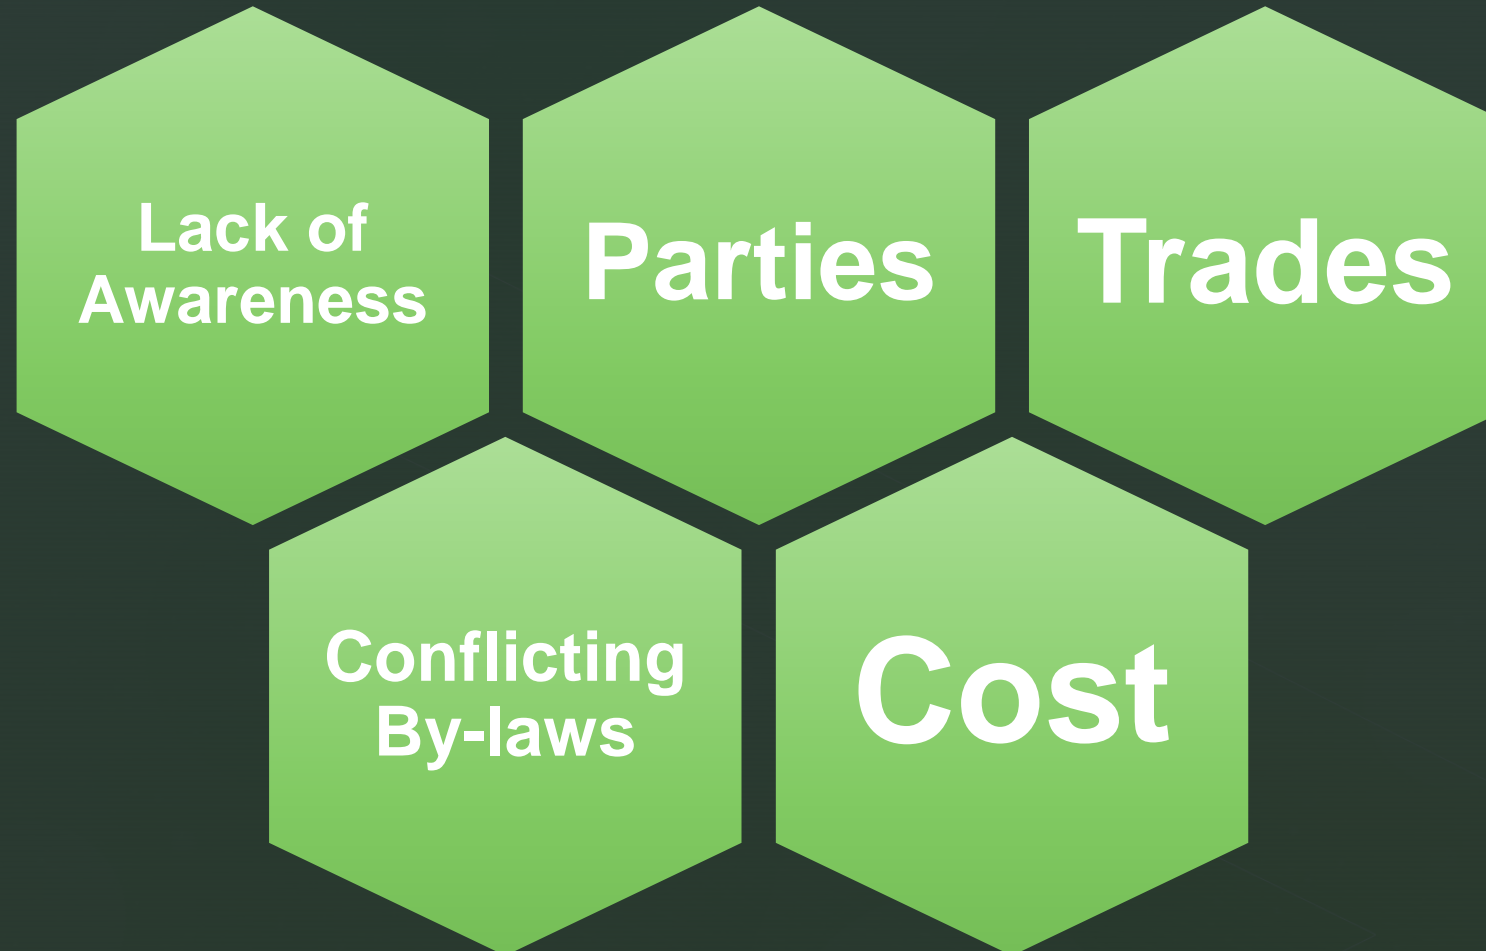 Lack of
Awareness
Parties
Trades
Conflicting
By-laws
Cost